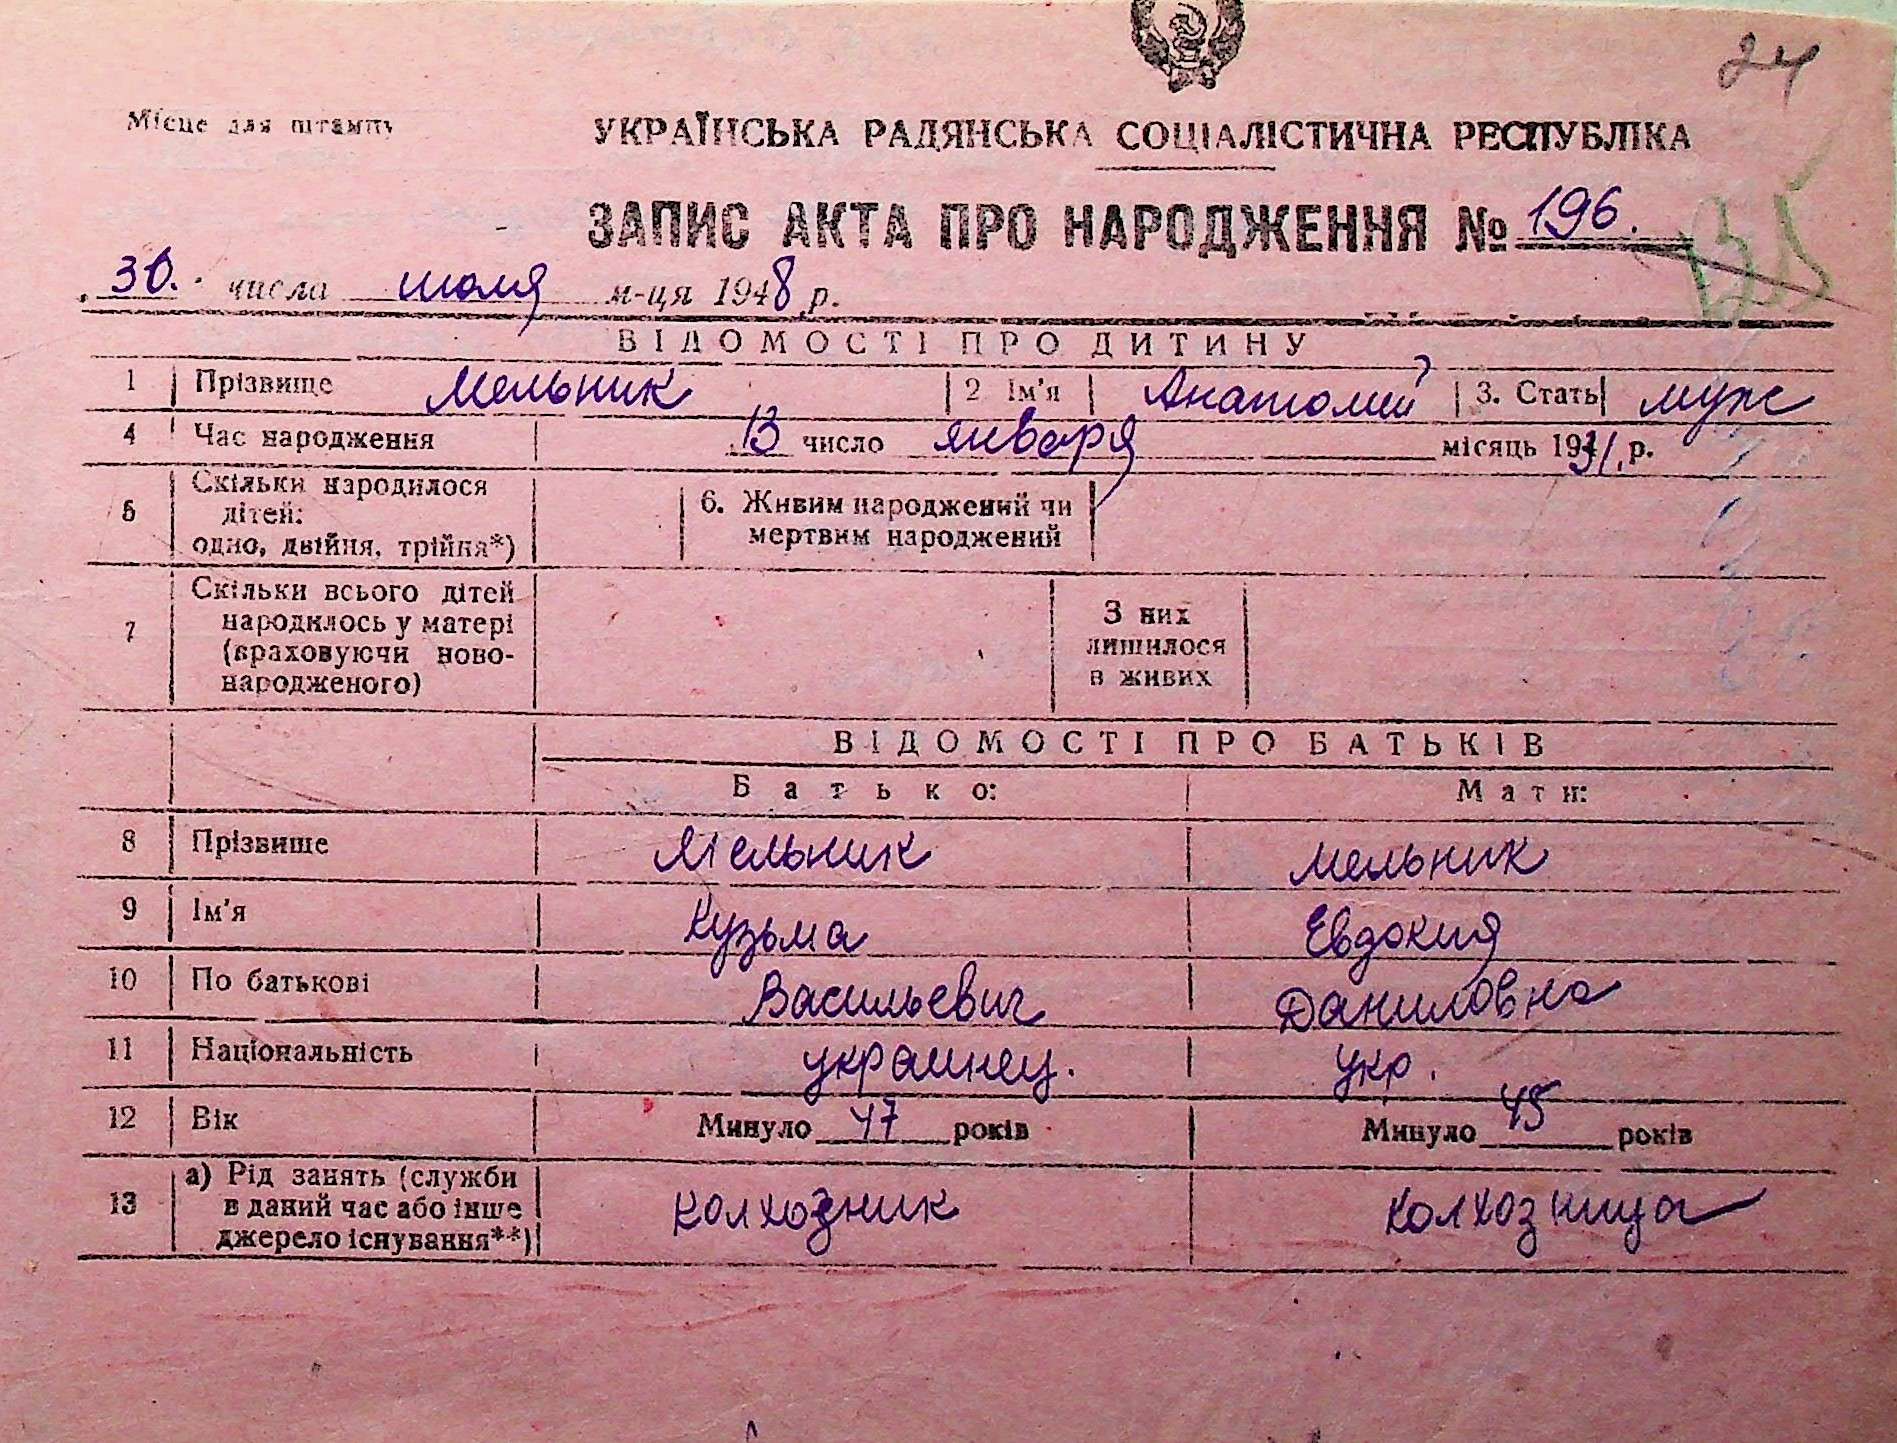 24
Місце для штампу
УКРАЇНСЬКА РАДЯНСЬКА СОЦІАЛІСТИЧНА РЕСПУБЛІКА
ЗАПИС АКТА ПРО НАРОДЖЕННЯ № 196.
30. числа июля м-ця 1948 р.
ВІДОМОСТІ ПРО ДИТИНУ
1 Прізвище Мельник 2 Ім'я Анатолий 3. Стать муж
4 Час народження 13 число января місяць 1931 р.
5 Скільки народилося дітей: одно, двійня, трійня*) 6. Живим народжений чи мертвим народжений
7 Скільки всього дітей народилось у матері (враховуючи ново-народженого) З них лишилося в живих
ВІДОМОСТІ ПРО БАТЬКІВ
Батько: Мати:
8 Прізвище Мельник Мельник
9 Ім'я Кузьма Евдокия
10 По батькові Васильевич Даниловна
11 Національність украинец. укр.
12 Вік Минуло 47 років Минуло 45 років
13 а) Рід занять (служби в даний час або інше джерело існування**) колхозник колхозница